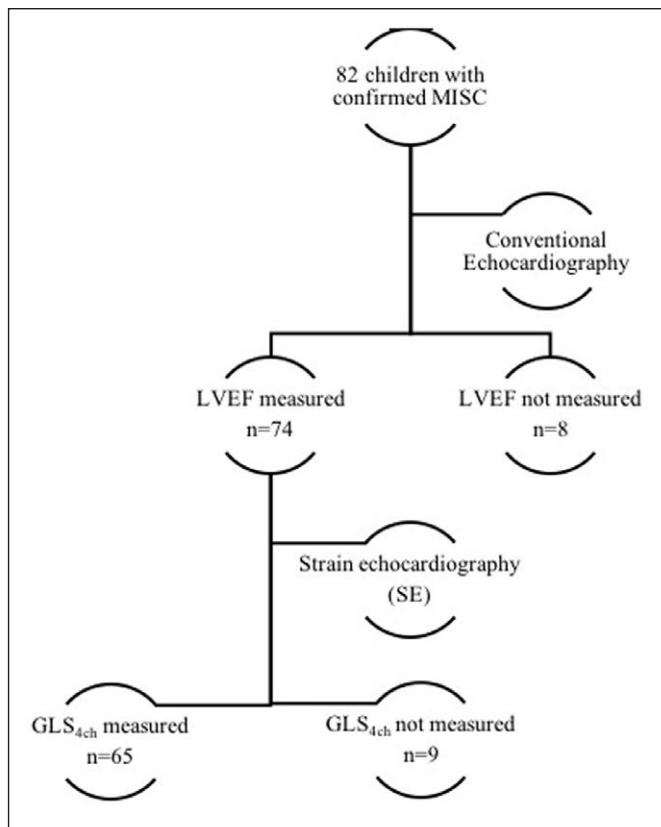 82 children with
confirmed MISC
Conventional
Echocardiography
LVEF measured
n=74
LVEF not measured
n=8
Strain echocardiography
(SE)
GLS4ch measured
n=65
GLS4ch not measured
n=9